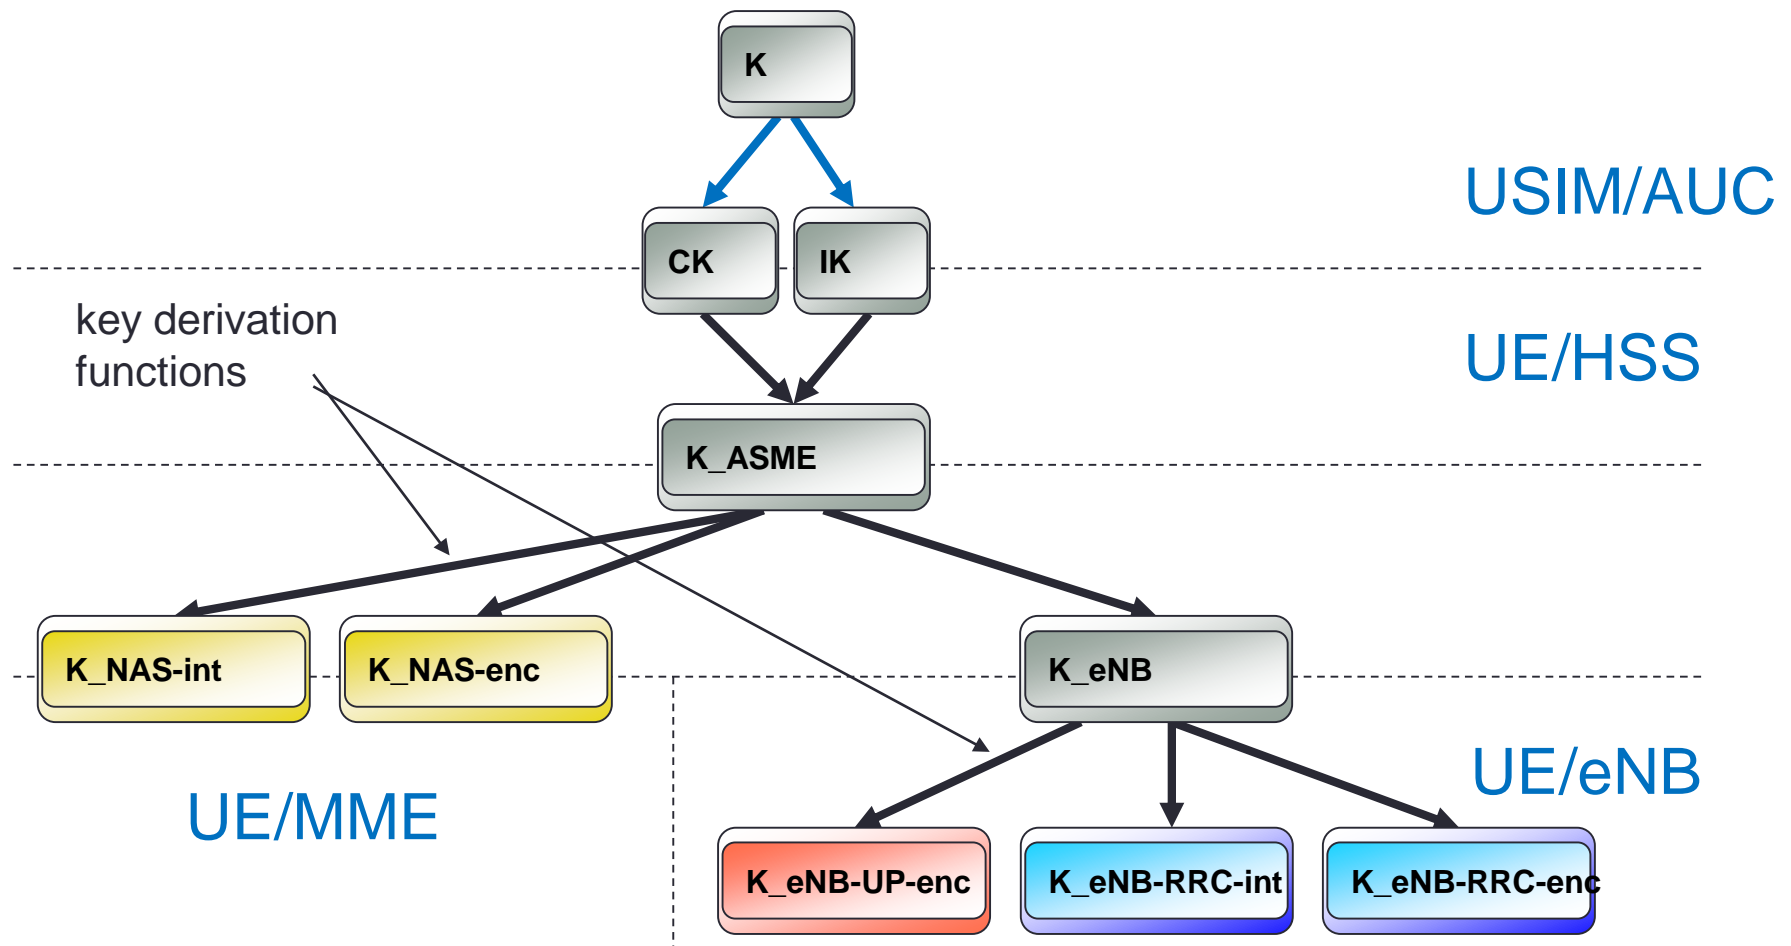 K
USIM/AUC
CK
IK
key derivation
functions
UE/HSS
K_ASME
K_NAS-int
K_NAS-enc
K_eNB
UE/MME
UE/eNB
K_eNB-UP-enc
K_eNB-RRC-int
K_eNB-RRC-enc